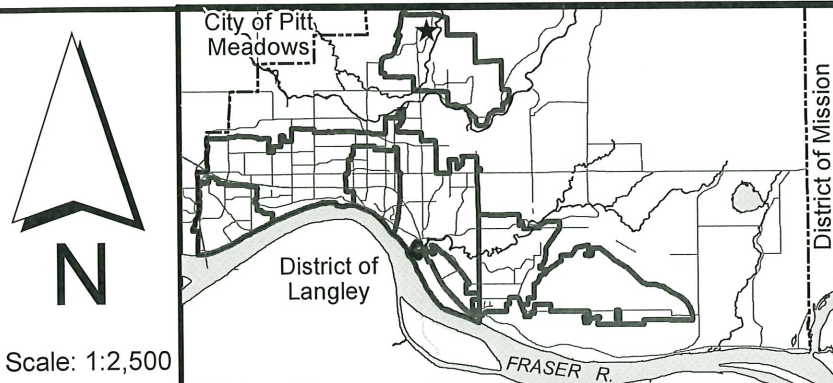 City of Pitt
Meadows
District of Mission
District of
Langley
N
Scale: 1:2,500
FRASER R.